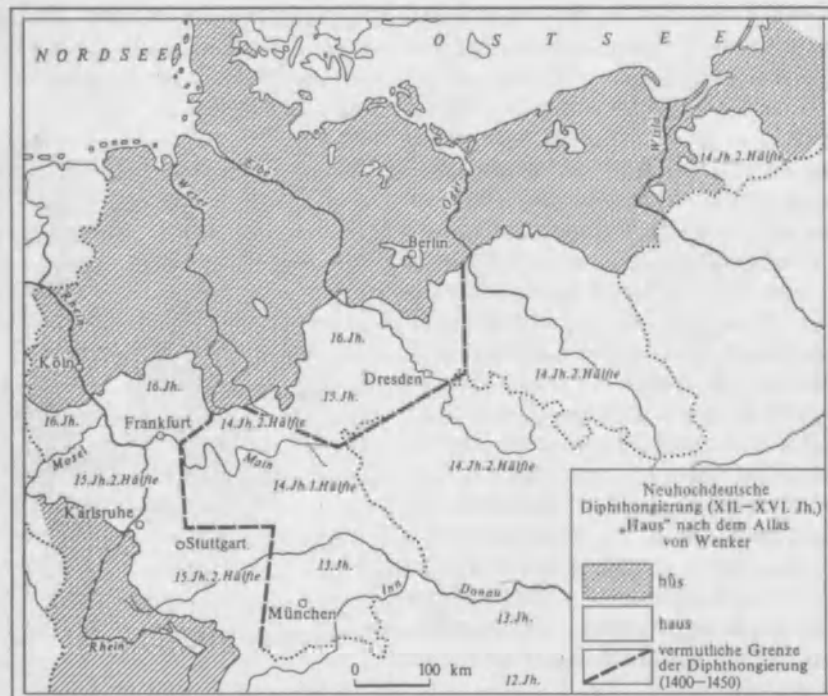 NORDSEE
OSTSEE
Elbe
Weser
Oder
Berlin
14.Jh.2.Hälfte
Rhein
Köln
16.Jh.
16.Jh.
Dresden
15.Jh.
14.Jh.2.Hälfte
16.Jh.
Frankfurt
14.Jh.2.Hälfte
Mosel
Main
15.Jh.2.Hälfte
14.Jh.1.Hälfte
14.Jh.2.Hälfte
Karlsruhe
Stuttgart
15.Jh.2.Hälfte
13.Jh.
Inn
Donau
München
13.Jh.
Rhein
0 100 km
12.Jh.
Neuhochdeutsche
Diphthongierung (XII.—XVI. Jh.)
„Haus" nach dem Atlas
von Wenker
hūs
haus
vermutliche Grenze
der Diphthongierung
(1400—1450)